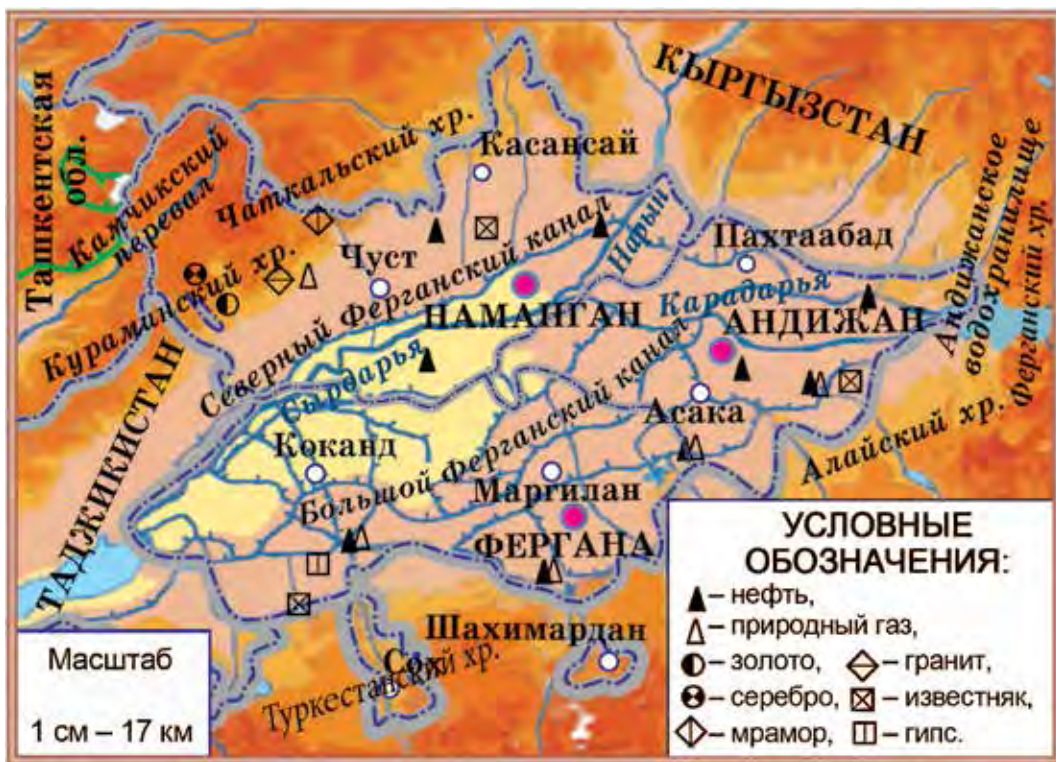 КЫРГЫЗСТАН
Ташкентская
обл.
Камчикский
перевал
Чаткальский хр.
Касансай
Кураминский хр.
Чуст
Северный Ферганский канал
НАМАНГАН
Нарын
Пахтаабад
Карадарья
АНДИЖАН
Андижанское
водохранилище
Ферганский хр.
Сырдарья
ТАДЖИКИСТАН
Коканд
Большой Ферганский канал
Асака
Алайский хр.
Маргилан
ФЕРГАНА
Шахимардан
Сох
Туркестанский хр.
Масштаб
1 см – 17 км
УСЛОВНЫЕ
ОБОЗНАЧЕНИЯ:
– нефть,
– природный газ,
– золото, – гранит,
– серебро, – известняк,
– мрамор, – гипс.